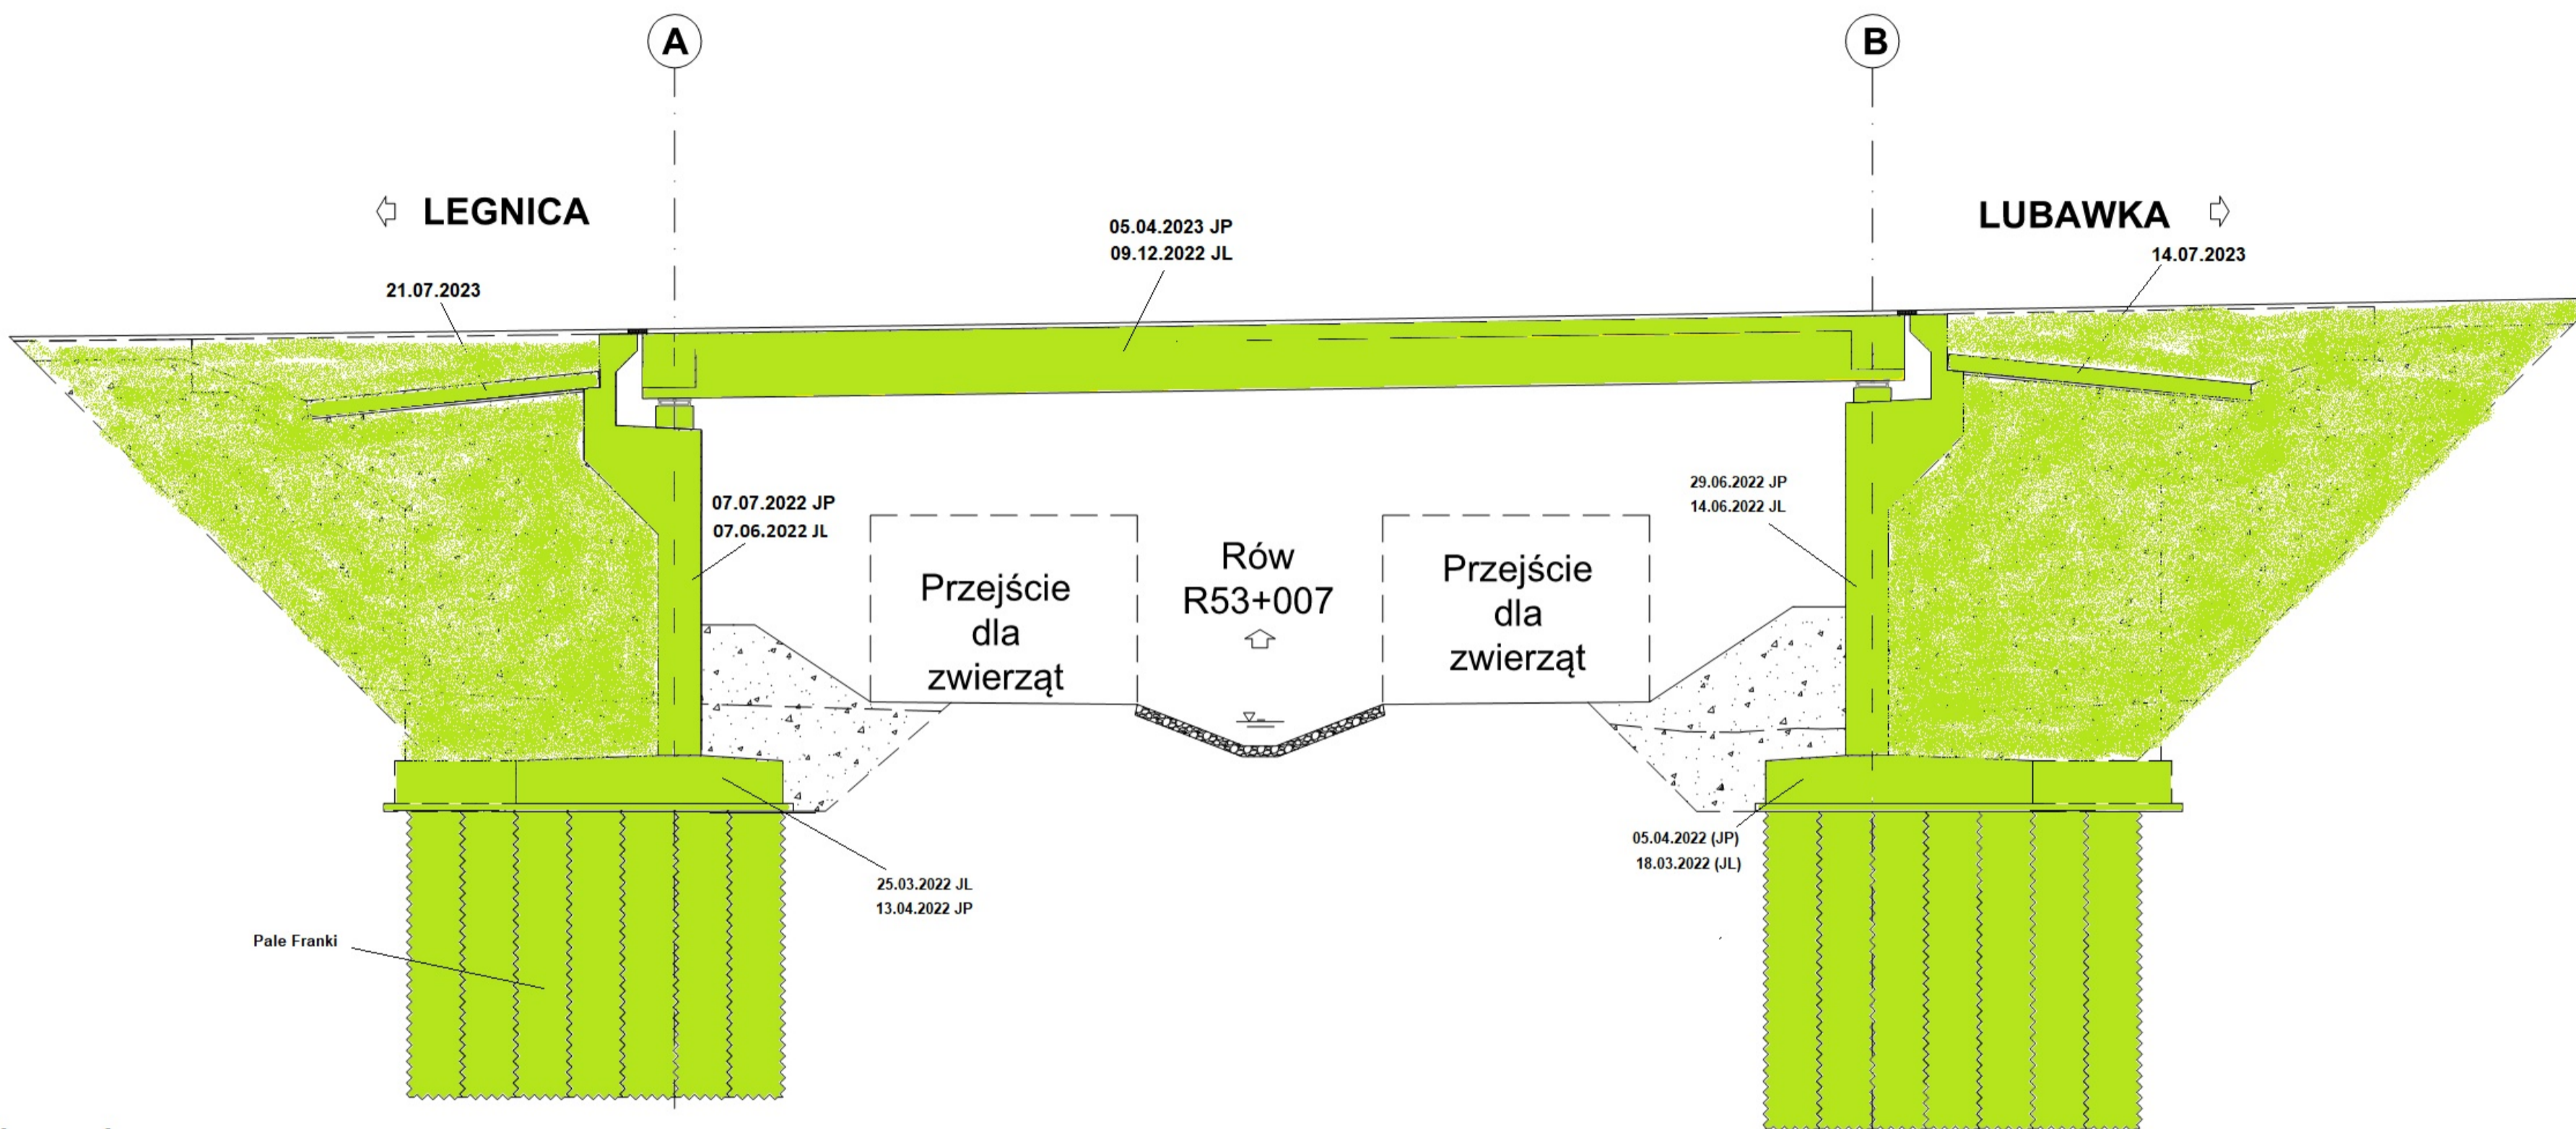 A
B
LEGNICA
LUBAWKA
05.04.2023 JP
09.12.2022 JL
14.07.2023
21.07.2023
07.07.2022 JP
07.06.2022 JL
29.06.2022 JP
14.06.2022 JL
Przejście
dla
zwierząt
Rów
R53+007
Przejście
dla
zwierząt
25.03.2022 JL
13.04.2022 JP
05.04.2022 (JP)
18.03.2022 (JL)
Pale Franki